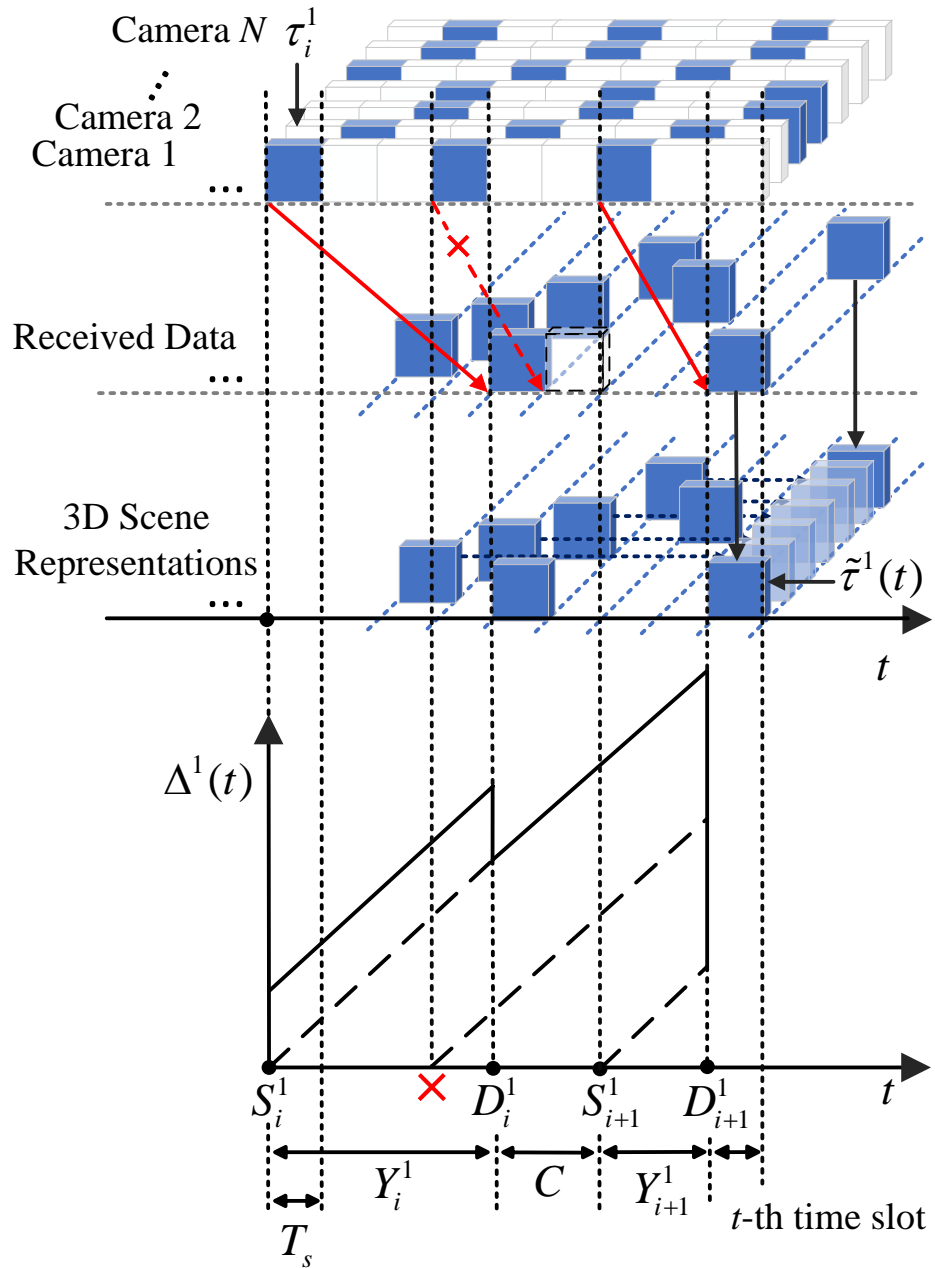 Camera N τ_i^1
⋰
Camera 2
Camera 1
...
Received Data
...
3D Scene
Representations
...
τ̃^1(t)
t
Δ^1(t)
t
S_i^1 D_i^1 S_{i+1}^1 D_{i+1}^1
Y_i^1 C Y_{i+1}^1
t-th time slot
T_s